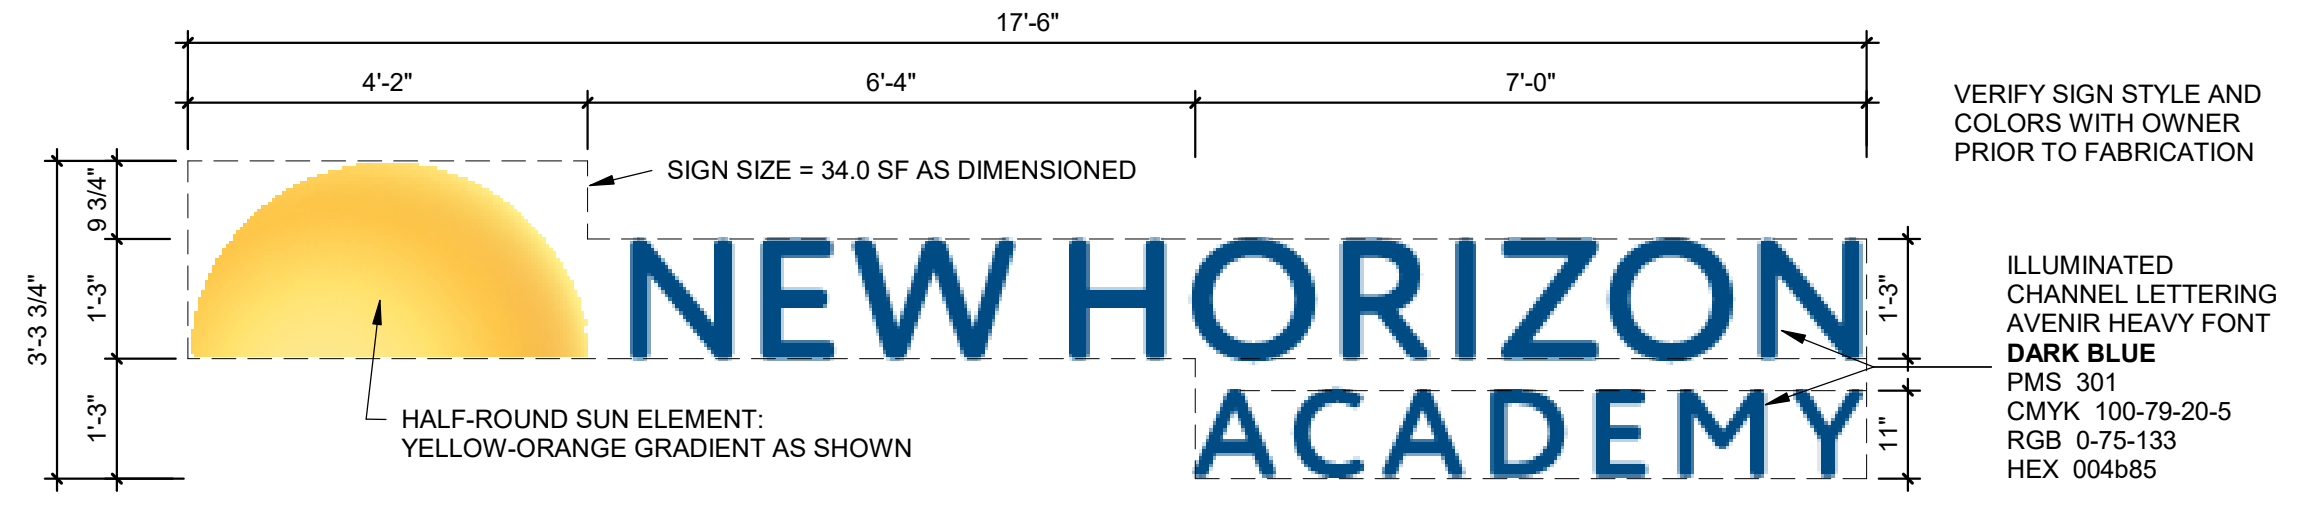 17'-6"
4'-2"
6'-4"
7'-0"
VERIFY SIGN STYLE AND
COLORS WITH OWNER
PRIOR TO FABRICATION
SIGN SIZE = 34.0 SF AS DIMENSIONED
9 3/4"
1'-3"
3'-3 3/4"
1'-3"
NEW HORIZON
ACADEMY
1'-3"
11"
HALF-ROUND SUN ELEMENT:
YELLOW-ORANGE GRADIENT AS SHOWN
ILLUMINATED
CHANNEL LETTERING
AVENIR HEAVY FONT
DARK BLUE
PMS 301
CMYK 100-79-20-5
RGB 0-75-133
HEX 004b85